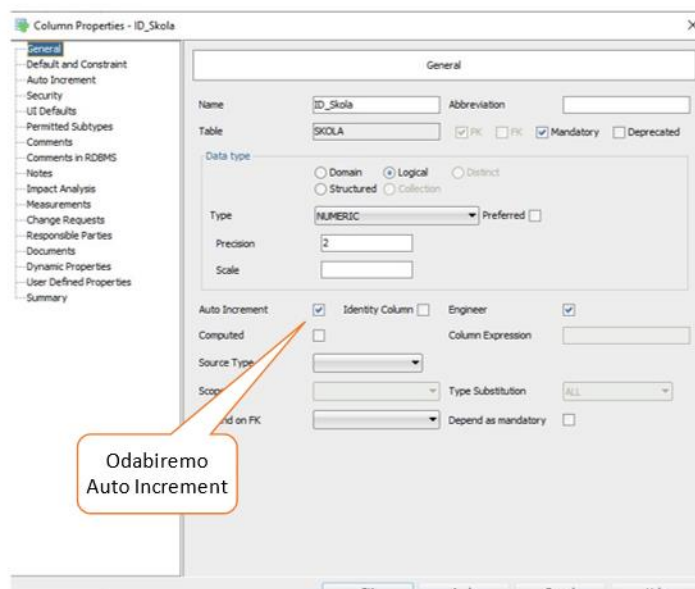 Column Properties - ID_Skola
General
Default and Constraint
Auto Increment
Security
UI Defaults
Permitted Subtypes
Comments
Comments in RDBMS
Notes
Impact Analysis
Measurements
Change Requests
Responsible Parties
Documents
Dynamic Properties
User Defined Properties
Summary
General
Name ID_Skola Abbreviation
Table SKOLA PK FK Mandatory Deprecated
Data type
Domain Logical Distinct
Structured Collection
Type NUMERIC Preferred
Precision 2
Scale
Auto Increment Identity Column Engineer
Computed Column Expression
Source Type
Type Substitution ALL
on FK Depend as mandatory
Odabiremo
Auto Increment